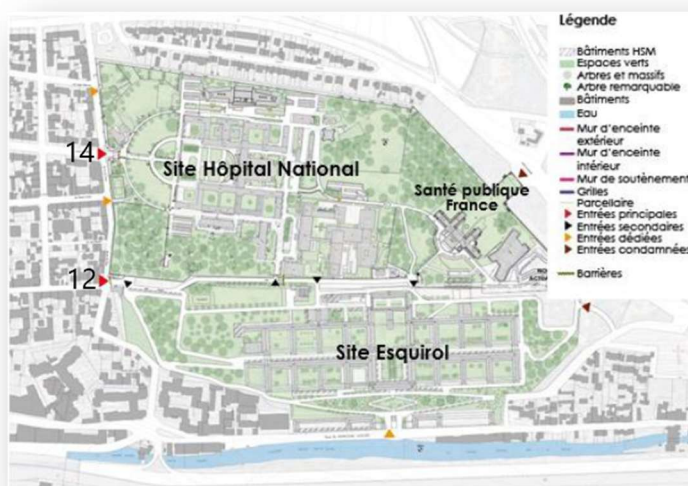 Légende
Bâtiments HSM
Espaces verts
Arbres et massifs
Arbre remarquable
Bâtiments
Eau
Mur d'enceinte
extérieur
Mur d'enceinte
intérieur
Mur de soutènement
Grilles
Parcellaire
Entrées principales
Entrées secondaires
Entrées dédiées
Entrées condamnées
Barrières
14
Site Hôpital National
Santé publique
France
12
Site Esquirol